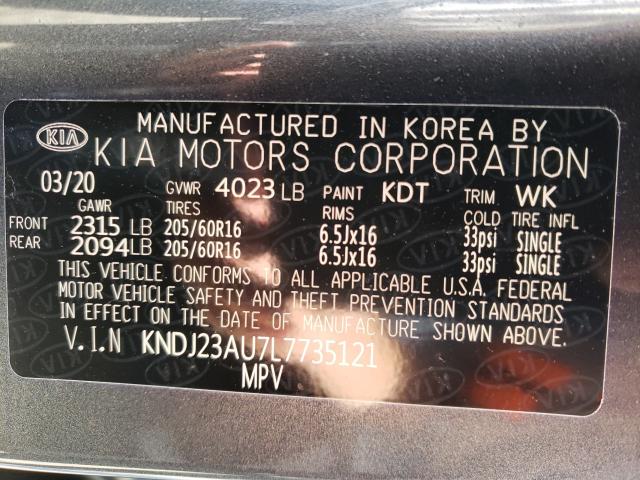 KIA MANUFACTURED IN KOREA BY
KIA MOTORS CORPORATION
03/20 GVWR 4023 LB PAINT KDT TRIM WK
GAWR TIRES RIMS COLD TIRE INFL
FRONT 2315 LB 205/60R16 6.5Jx16 33psi SINGLE
REAR 2094LB 205/60R16 6.5Jx16 33psi SINGLE
THIS VEHICLE CONFORMS TO ALL APPLICABLE U.S.A. FEDERAL
MOTOR VEHICLE SAFETY AND THEFT PREVENTION STANDARDS
IN EFFECT ON THE DATE OF MANUFACTURE SHOWN ABOVE.
V.I.N KNDJ23AU7L7735121
MPV